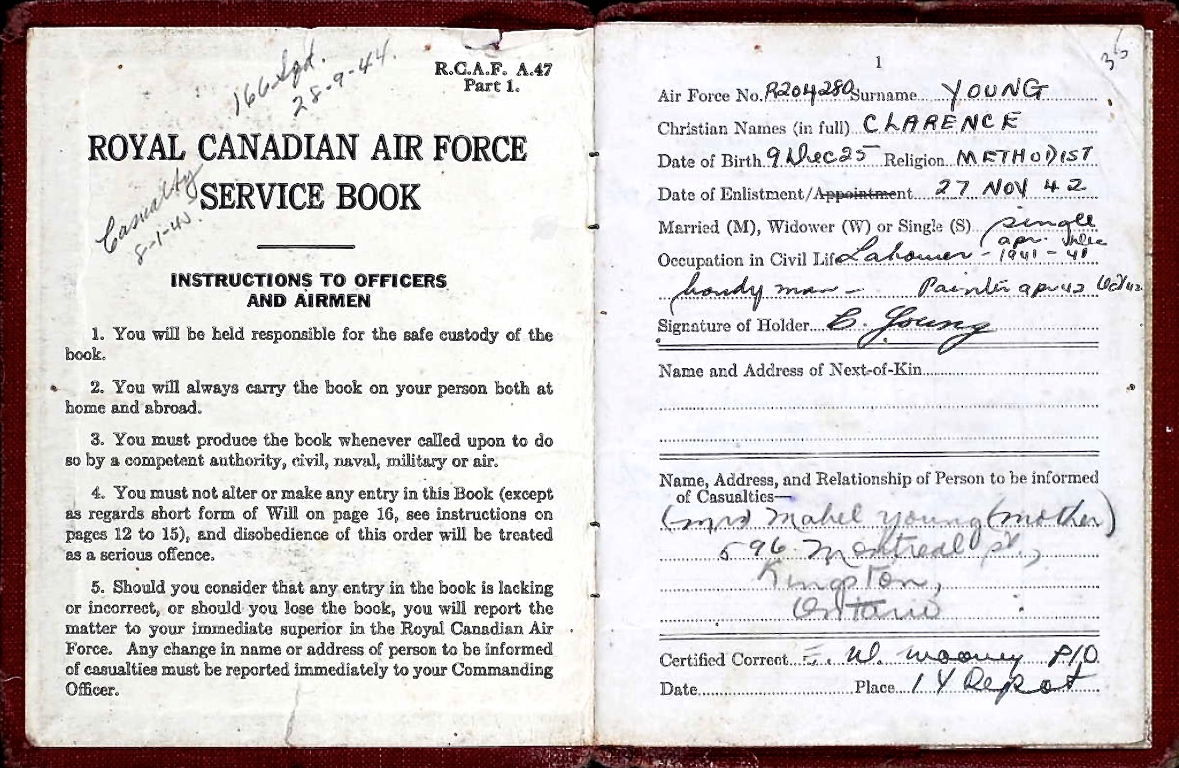 166 Sqd.
28-9-44.
R.C.A.F. A.47
Part 1.
ROYAL CANADIAN AIR FORCE
SERVICE BOOK
Casualty
INSTRUCTIONS TO OFFICERS
AND AIRMEN
1. You will be held responsible for the safe custody of the
book.
2. You will always carry the book on your person both at
home and abroad.
3. You must produce the book whenever called upon to do
so by a competent authority, civil, naval, military or air.
4. You must not alter or make any entry in this Book (except
as regards short form of Will on page 16, see instructions on
pages 12 to 15), and disobedience of this order will be treated
as a serious offence.
5. Should you consider that any entry in the book is lacking
or incorrect, or should you lose the book, you will report the
matter to your immediate superior in the Royal Canadian Air
Force. Any change in name or address of person to be informed
of casualties must be reported immediately to your Commanding
Officer.
1
35
Air Force No. R204280 Surname YOUNG
Christian Names (in full) CLARENCE
Date of Birth 9 Dec 25 Religion METHODIST
Date of Enlistment/Appointment 27 NOV 42
Married (M), Widower (W) or Single (S) single
apr. Dec
Occupation in Civil Life Labourer - 1941 - 41
handy man - Painter apr 42 Oct 42
Signature of Holder C. Young
Name and Address of Next-of-Kin
Name, Address, and Relationship of Person to be informed
of Casualties—
(Mrs Mabel Young (mother)
596 Montreal St,
Kingston,
Ontario
Certified Correct E. W. Mooney P/O
Date Place 1 Y Depot